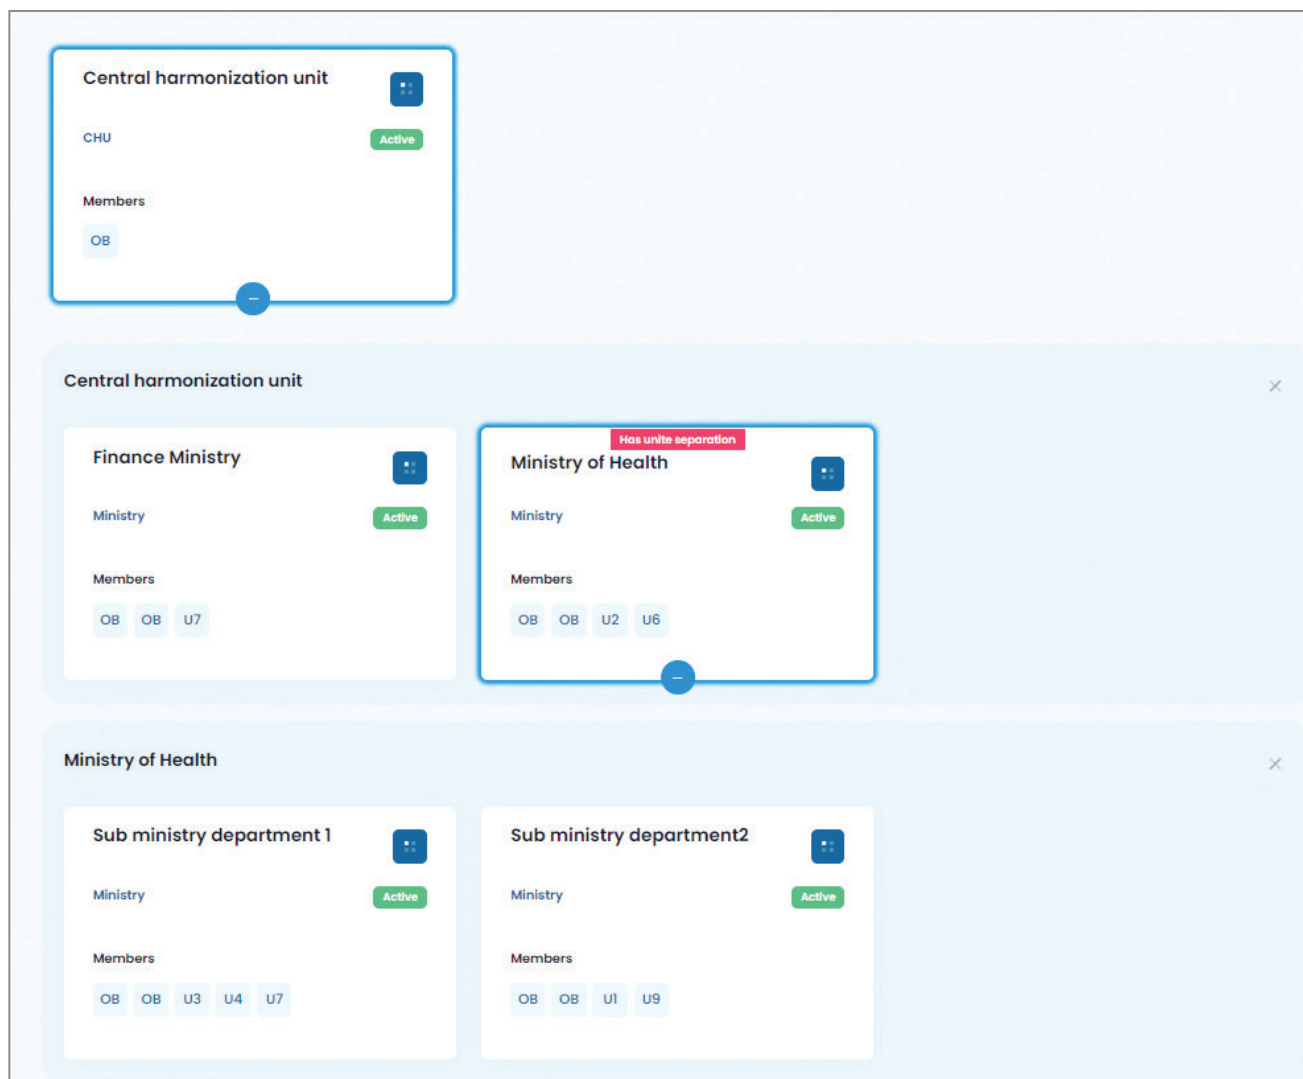 Central harmonization unit
CHU
Active
Members
OB
Central harmonization unit
Finance Ministry
Ministry
Active
Members
OB OB U7
Has unite separation
Ministry of Health
Ministry
Active
Members
OB OB U2 U6
Ministry of Health
Sub ministry department 1
Ministry
Active
Members
OB OB U3 U4 U7
Sub ministry department2
Ministry
Active
Members
OB OB U1 U9